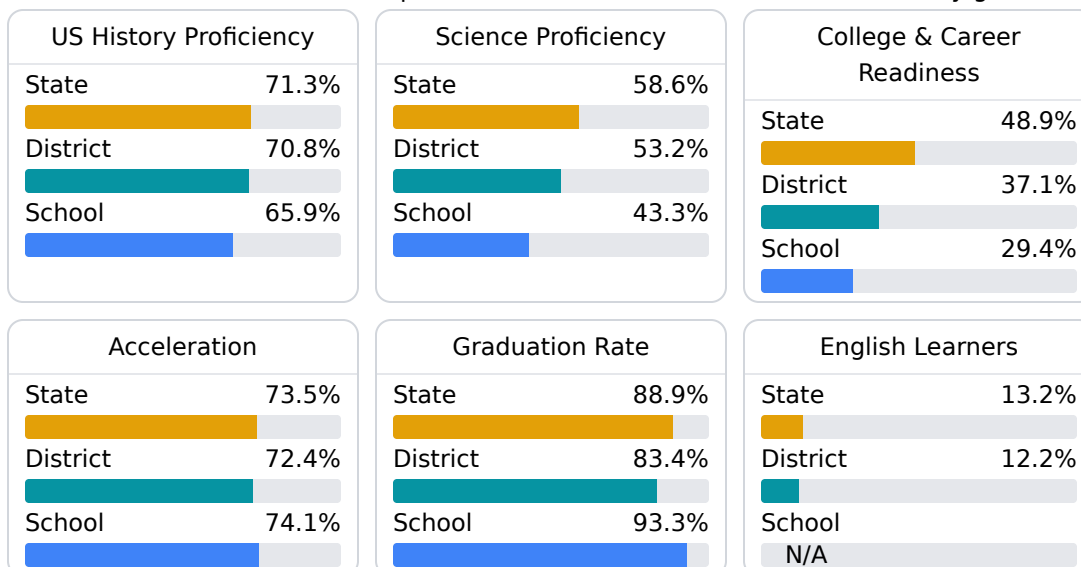 US History Proficiency
State 71.3%
District 70.8%
School 65.9%
Science Proficiency
State 58.6%
District 53.2%
School 43.3%
College & Career
Readiness
State 48.9%
District 37.1%
School 29.4%
Acceleration
State 73.5%
District 72.4%
School 74.1%
Graduation Rate
State 88.9%
District 83.4%
School 93.3%
English Learners
State 13.2%
District 12.2%
School
N/A